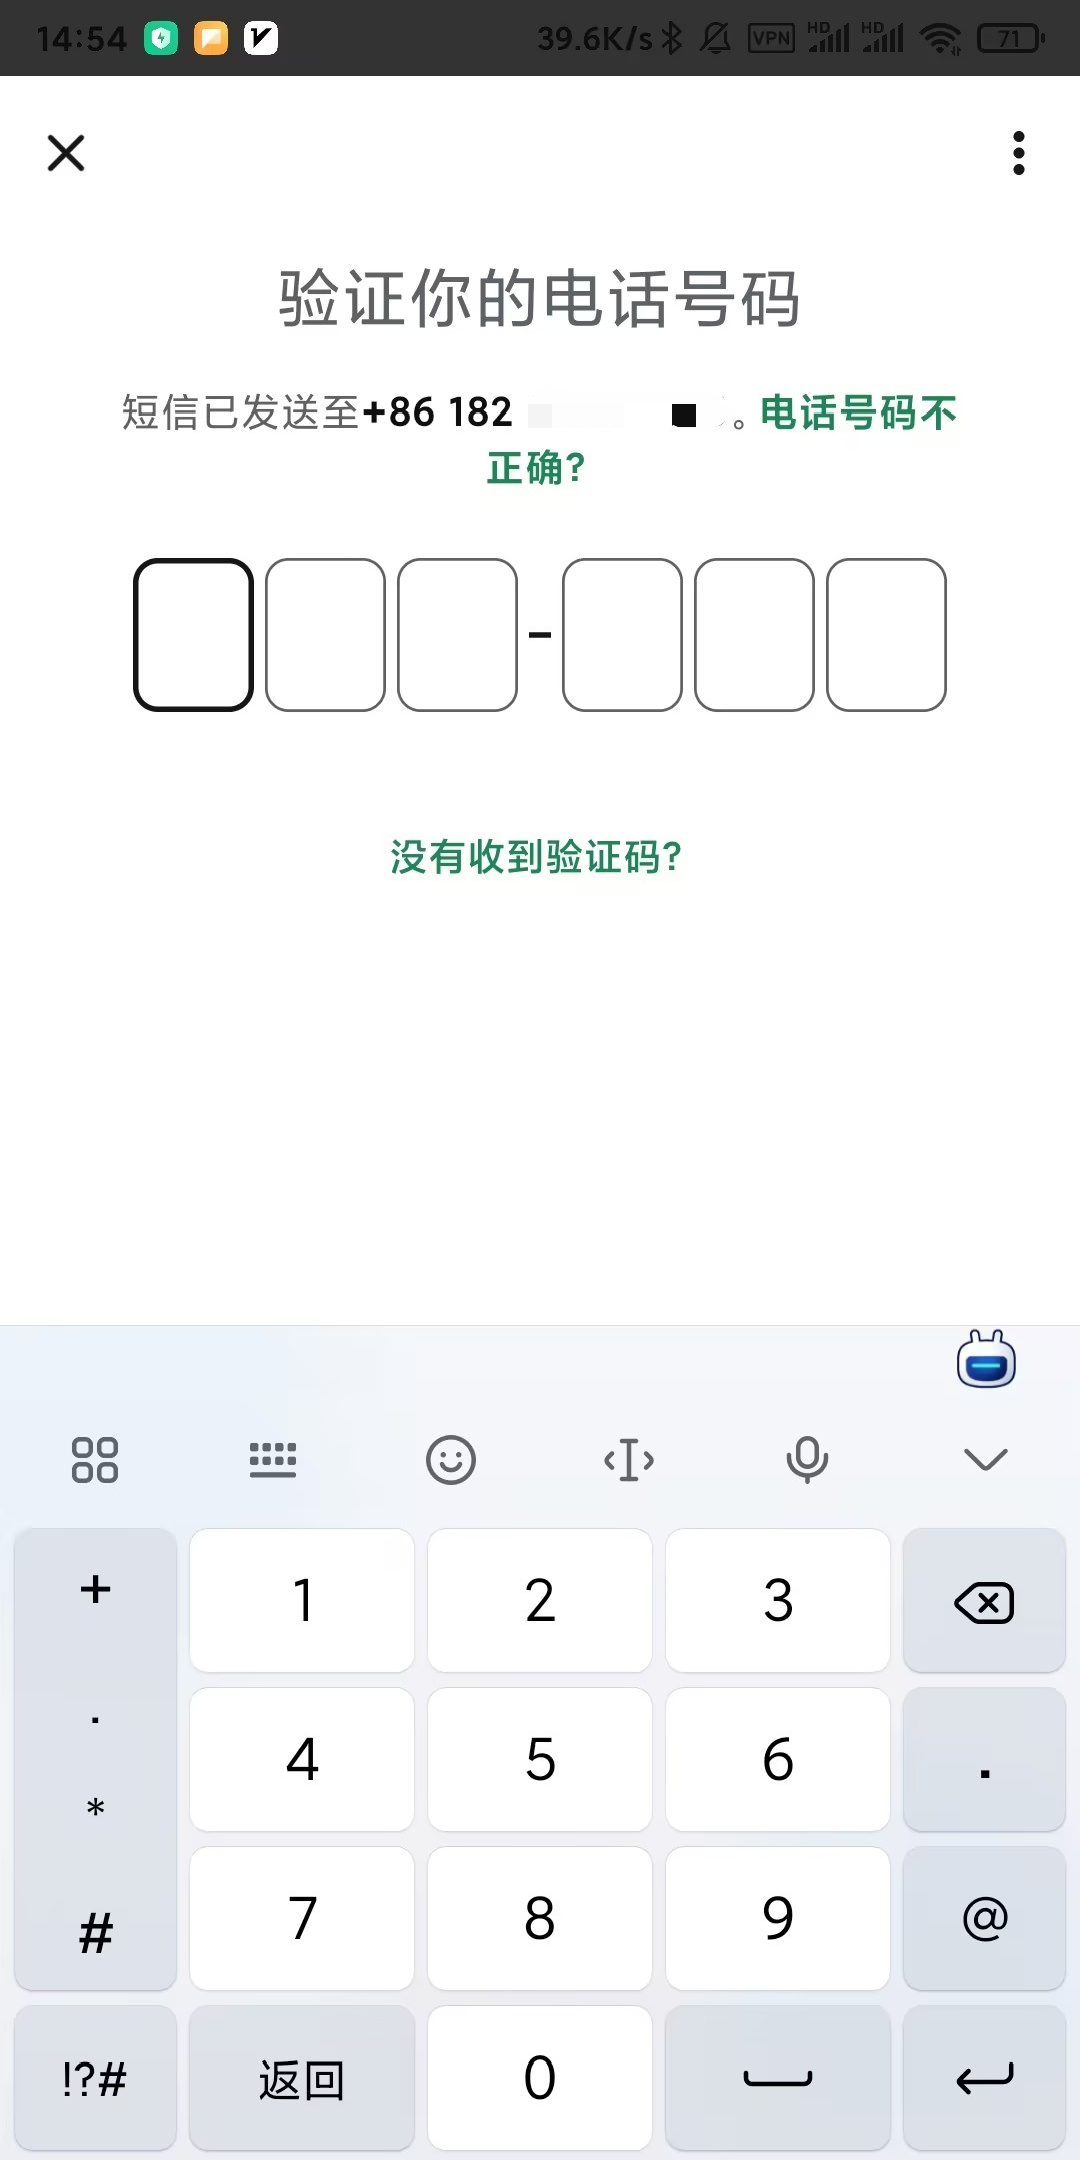 14:54 39.6K/s VPN HD HD 71
验证你的电话号码
短信已发送至+86 182 。电话号码不
正确?
-
没有收到验证码?
+ 1 2 3
. 4 5 6 .
*
# 7 8 9 @
!?# 返回 0